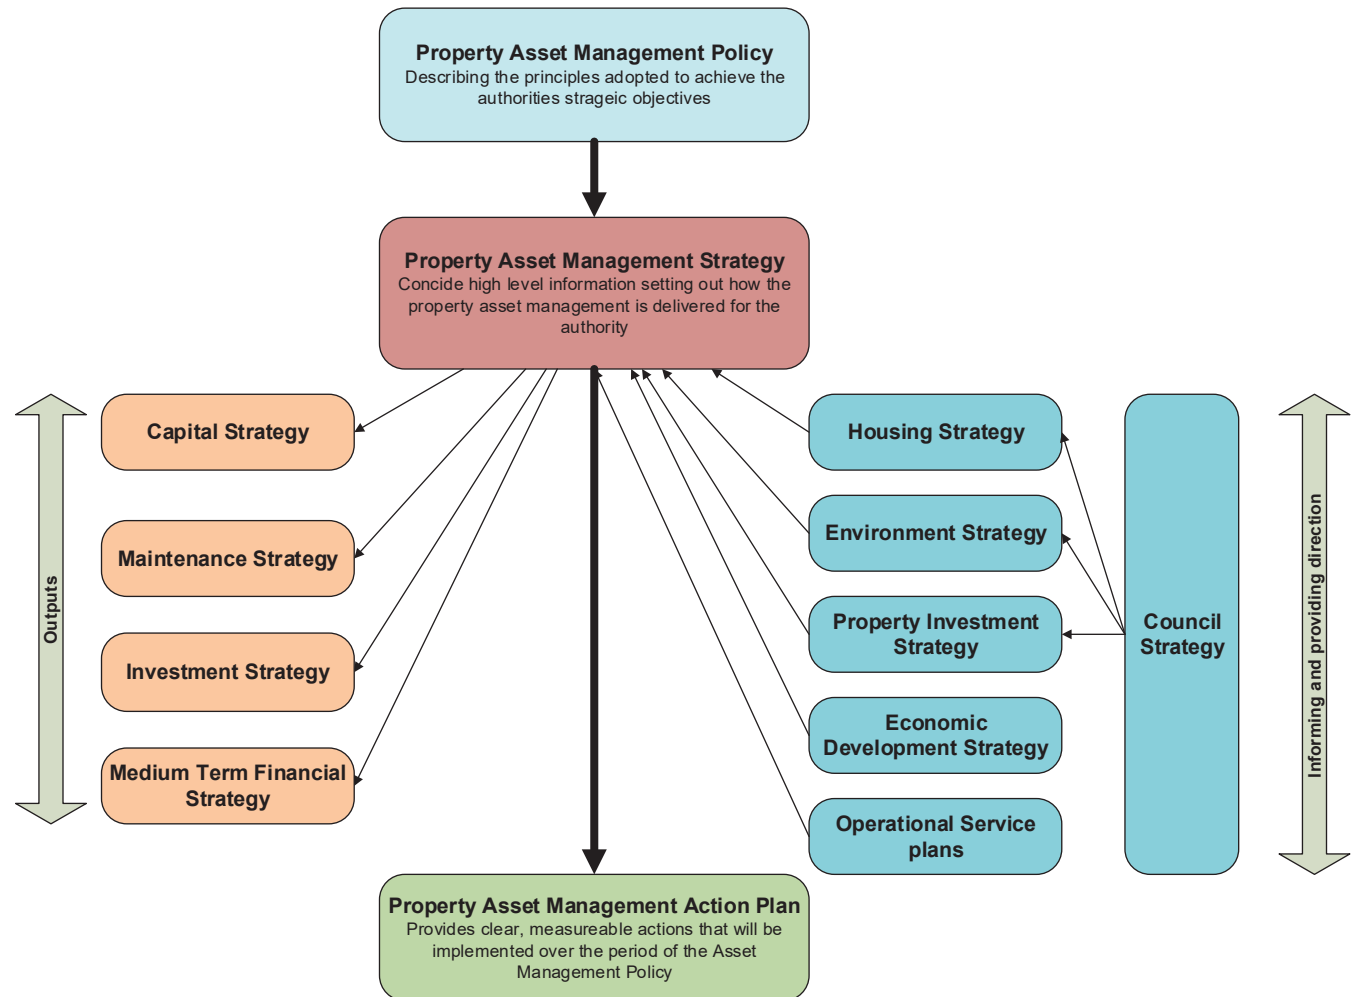 Property Asset Management Policy
Describing the principles adopted to achieve the
authorities strageic objectives
Property Asset Management Strategy
Concide high level information setting out how the
property asset management is delivered for the
authority
Outputs
Capital Strategy
Maintenance Strategy
Investment Strategy
Medium Term Financial
Strategy
Housing Strategy
Environment Strategy
Property Investment
Strategy
Economic
Development Strategy
Operational Service
plans
Council
Strategy
Informing and providing direction
Property Asset Management Action Plan
Provides clear, measureable actions that will be
implemented over the period of the Asset
Management Policy